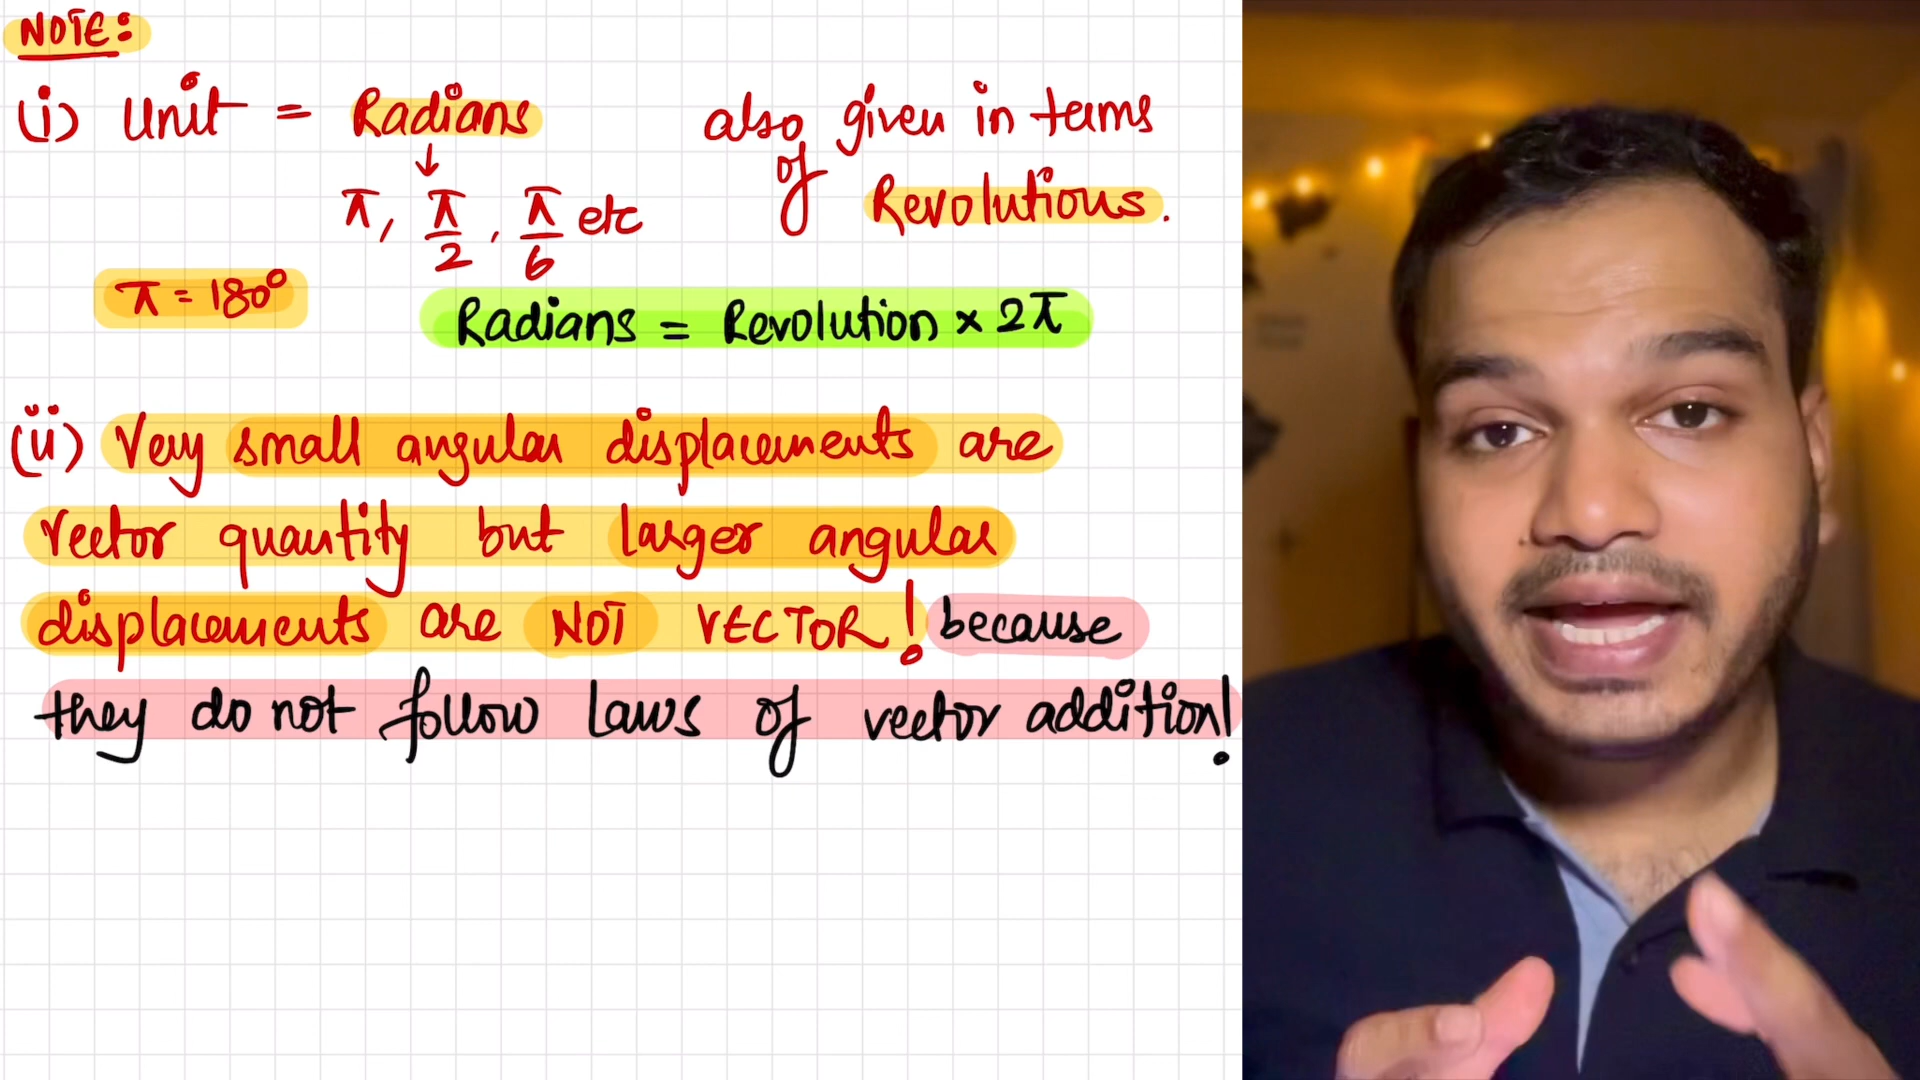 NOTE:
(i) Unit = Radians also given in terms
of
π, π/2, π/6 etc Revolutions.
π = 180°
Radians = Revolution × 2π
(ii) Very small angular displacements are
vector quantity but larger angular
displacements are NOT VECTOR! because
they do not follow laws of vector addition!